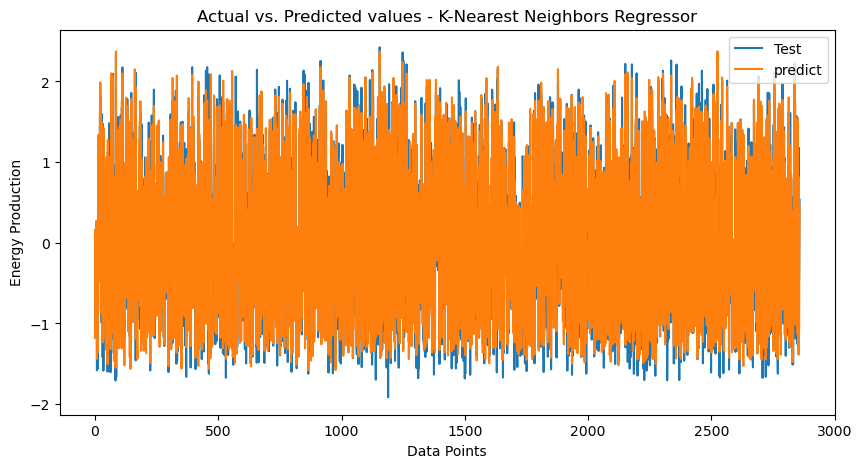 Actual vs. Predicted values - K-Nearest Neighbors Regressor
Test
predict
2
1
0
−1
−2
Energy Production
0
500
1000
1500
2000
2500
3000
Data Points